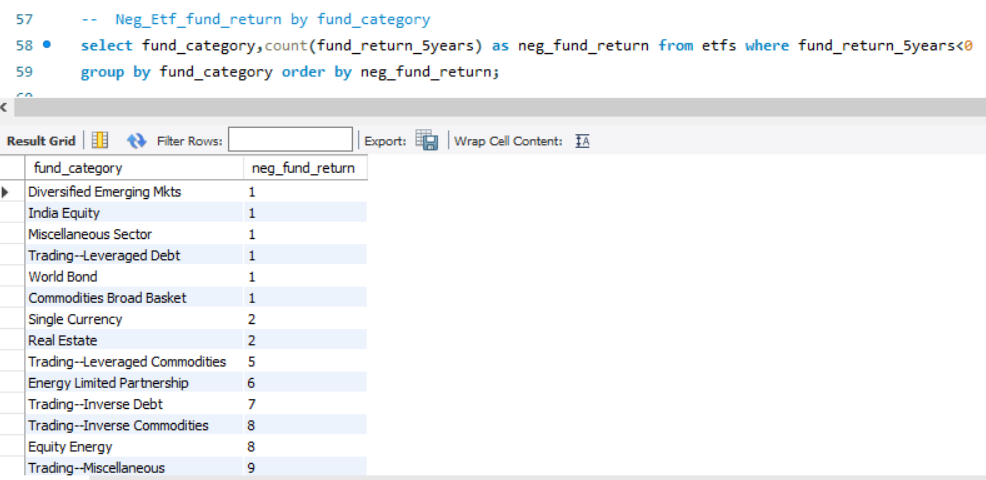 57 -- Neg_Etf_fund_return by fund_category
58 select fund_category,count(fund_return_5years) as neg_fund_return from etfs where fund_return_5years<0
59 group by fund_category order by neg_fund_return;
Result Grid Filter Rows: Export: Wrap Cell Content:
fund_category neg_fund_return
Diversified Emerging Mkts 1
India Equity 1
Miscellaneous Sector 1
Trading--Leveraged Debt 1
World Bond 1
Commodities Broad Basket 1
Single Currency 2
Real Estate 2
Trading--Leveraged Commodities 5
Energy Limited Partnership 6
Trading--Inverse Debt 7
Trading--Inverse Commodities 8
Equity Energy 8
Trading--Miscellaneous 9